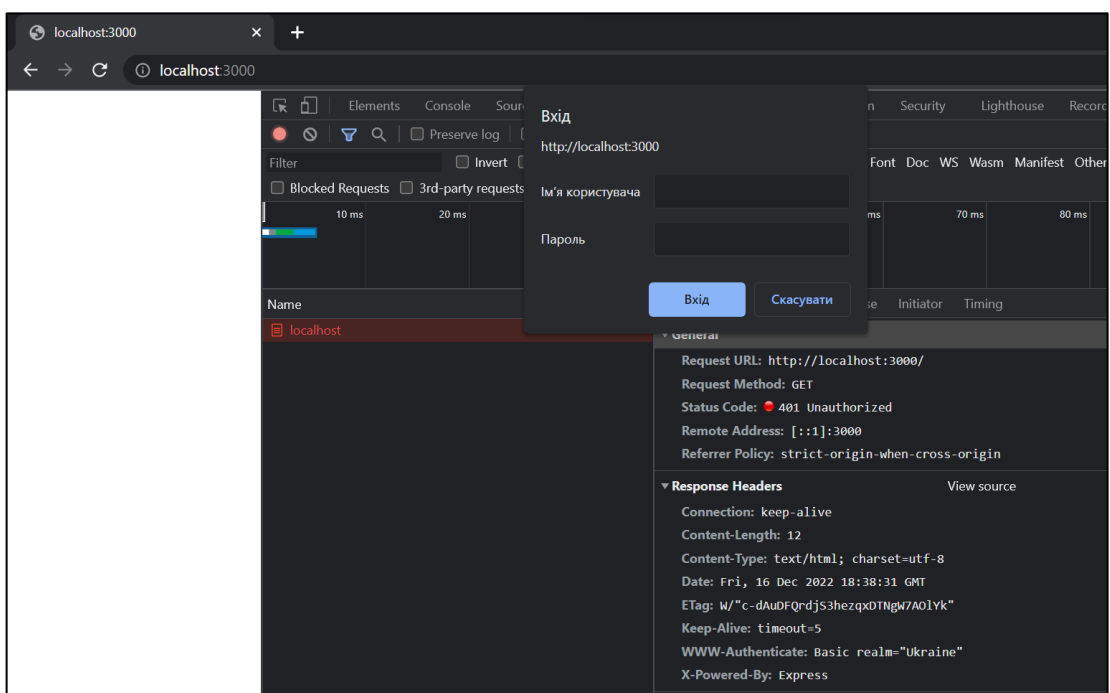 localhost:3000
localhost:3000
Elements Console Sour Security Lighthouse Recorc
Preserve log
Filter Invert Font Doc WS Wasm Manifest Other
Blocked Requests 3rd-party requests
10 ms 20 ms ms 70 ms 80 ms
Вхід
http://localhost:3000
Ім'я користувача
Пароль
Вхід Скасувати
Name Initiator Timing
localhost
General
Request URL: http://localhost:3000/
Request Method: GET
Status Code: 401 Unauthorized
Remote Address: [::1]:3000
Referrer Policy: strict-origin-when-cross-origin
Response Headers View source
Connection: keep-alive
Content-Length: 12
Content-Type: text/html; charset=utf-8
Date: Fri, 16 Dec 2022 18:38:31 GMT
ETag: W/"c-dAuDFQrdjS3hezqxDTNgW7AOlYk"
Keep-Alive: timeout=5
WWW-Authenticate: Basic realm="Ukraine"
X-Powered-By: Express